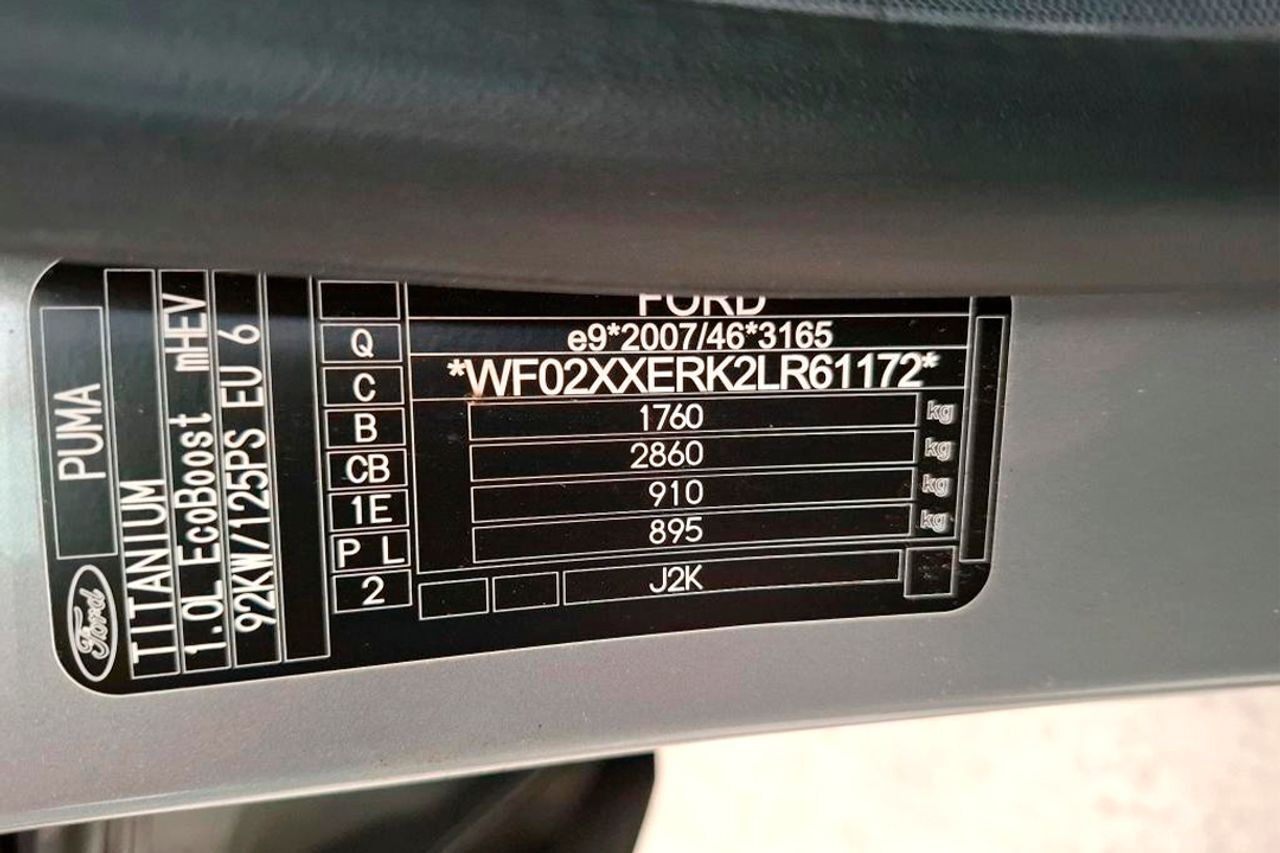 FORD
e9*2007/46*3165
*WF02XXERK2LR61172*
1760 kg
2860 kg
910 kg
895 kg
J2K
Q
C
B
CB
1E
P L
2
PUMA
TITANIUM
1.0L EcoBoost mHEV
92KW/125PS EU 6
Ford